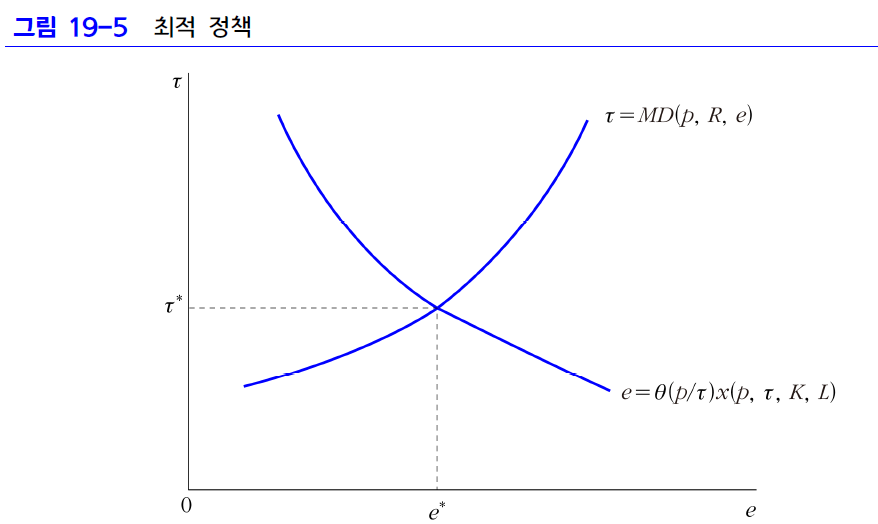 그림 19-5 최적 정책
τ
τ=MD(p, R, e)
τ*
e=θ(p/τ)x(p, τ, K, L)
0
e*
e